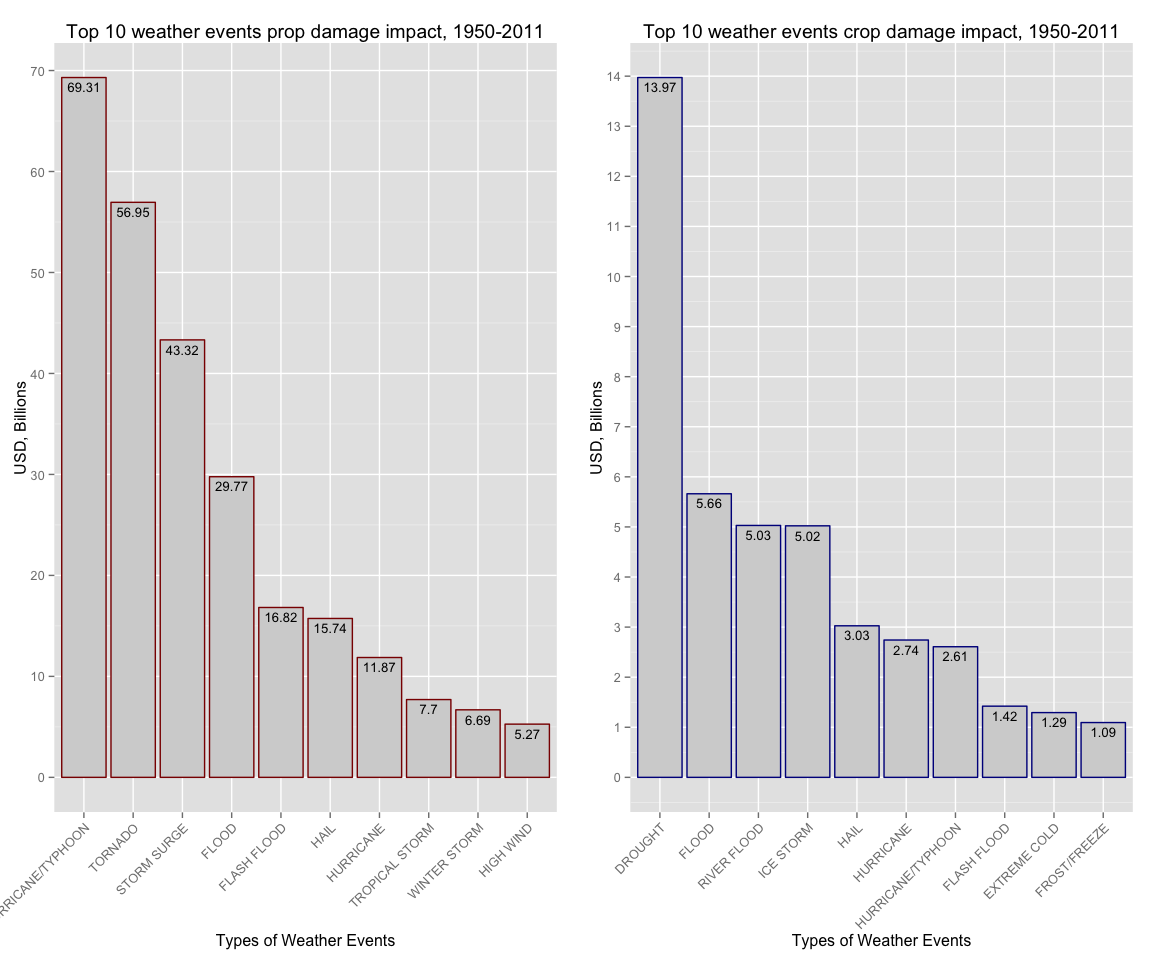 Top 10 weather events prop damage impact, 1950-2011
USD, Billions
70
60
50
40
30
20
10
0
69.31
56.95
43.32
29.77
16.82
15.74
11.87
7.7
6.69
5.27
RRICANE/TYPHOON
TORNADO
STORM SURGE
FLOOD
FLASH FLOOD
HAIL
HURRICANE
TROPICAL STORM
WINTER STORM
HIGH WIND
Types of Weather Events
Top 10 weather events crop damage impact, 1950-2011
USD, Billions
14
13
12
11
10
9
8
7
6
5
4
3
2
1
0
13.97
5.66
5.03
5.02
3.03
2.74
2.61
1.42
1.29
1.09
DROUGHT
FLOOD
RIVER FLOOD
ICE STORM
HAIL
HURRICANE
HURRICANE/TYPHOON
FLASH FLOOD
EXTREME COLD
FROST/FREEZE
Types of Weather Events